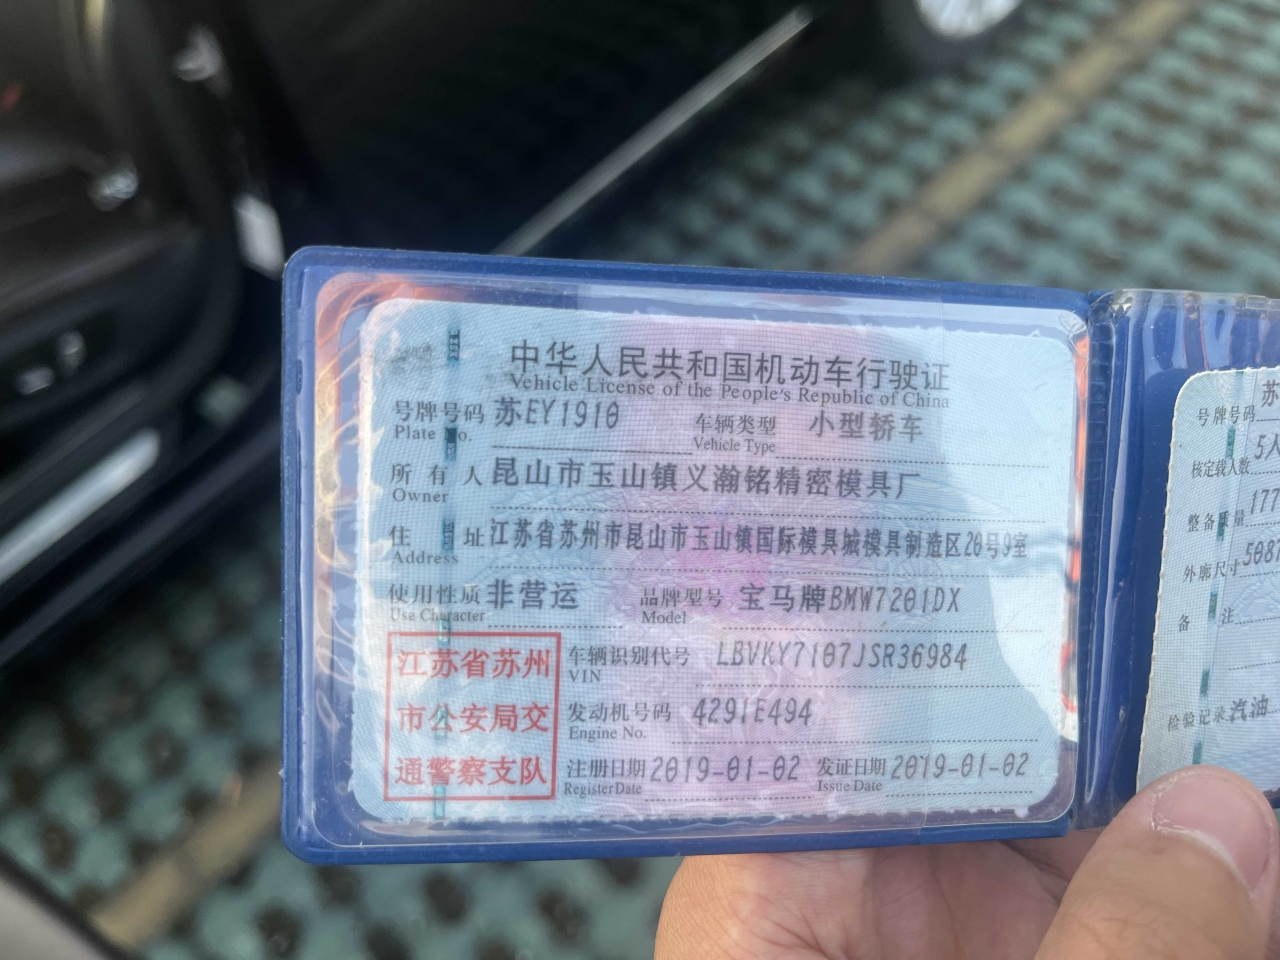 中华人民共和国机动车行驶证
Vehicle License of the People's Republic of China
号牌号码 苏EY1910 车辆类型 小型轿车
Plate No. Vehicle Type
所有人 昆山市玉山镇义瀚铭精密模具厂
Owner
住址 江苏省苏州市昆山市玉山镇国际模具城模具制造区20号9室
Address
使用性质 非营运 品牌型号 宝马牌BMW7201DX
Use Character Model
江苏省苏州
市公安局交
通警察支队
车辆识别代号 LBVKY7107JSR36984
VIN
发动机号码 4291E494
Engine No.
注册日期 2019-01-02 发证日期 2019-01-02
Register Date Issue Date
号牌号码 苏
核定载人数 5人
整备质量 177
外廓尺寸 508
备注
检验记录 汽油